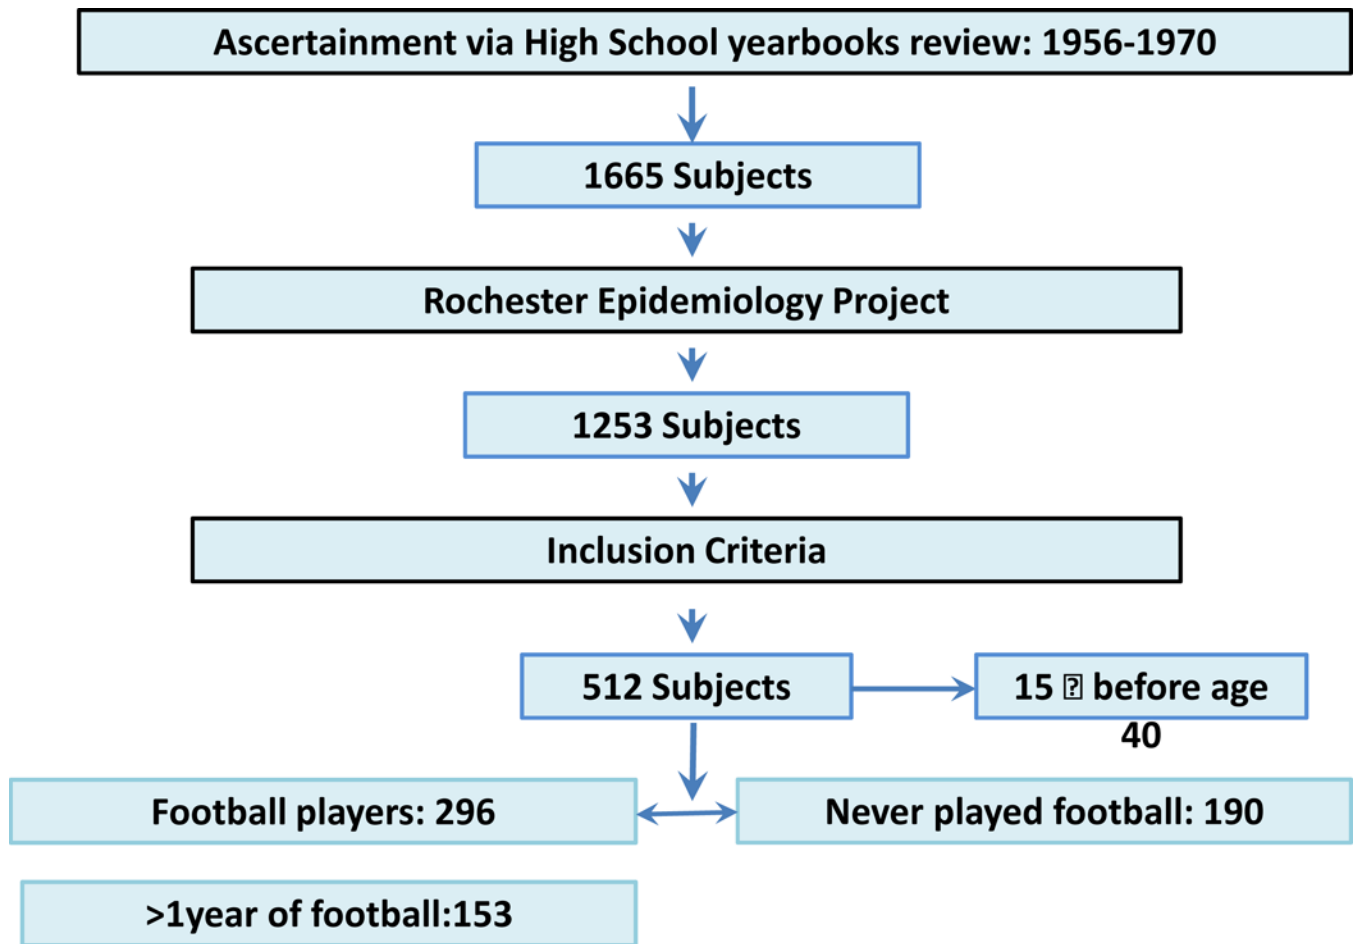 Ascertainment via High School yearbooks review: 1956-1970
1665 Subjects
Rochester Epidemiology Project
1253 Subjects
Inclusion Criteria
512 Subjects
15 ⍰ before age
40
Football players: 296
Never played football: 190
>1year of football:153